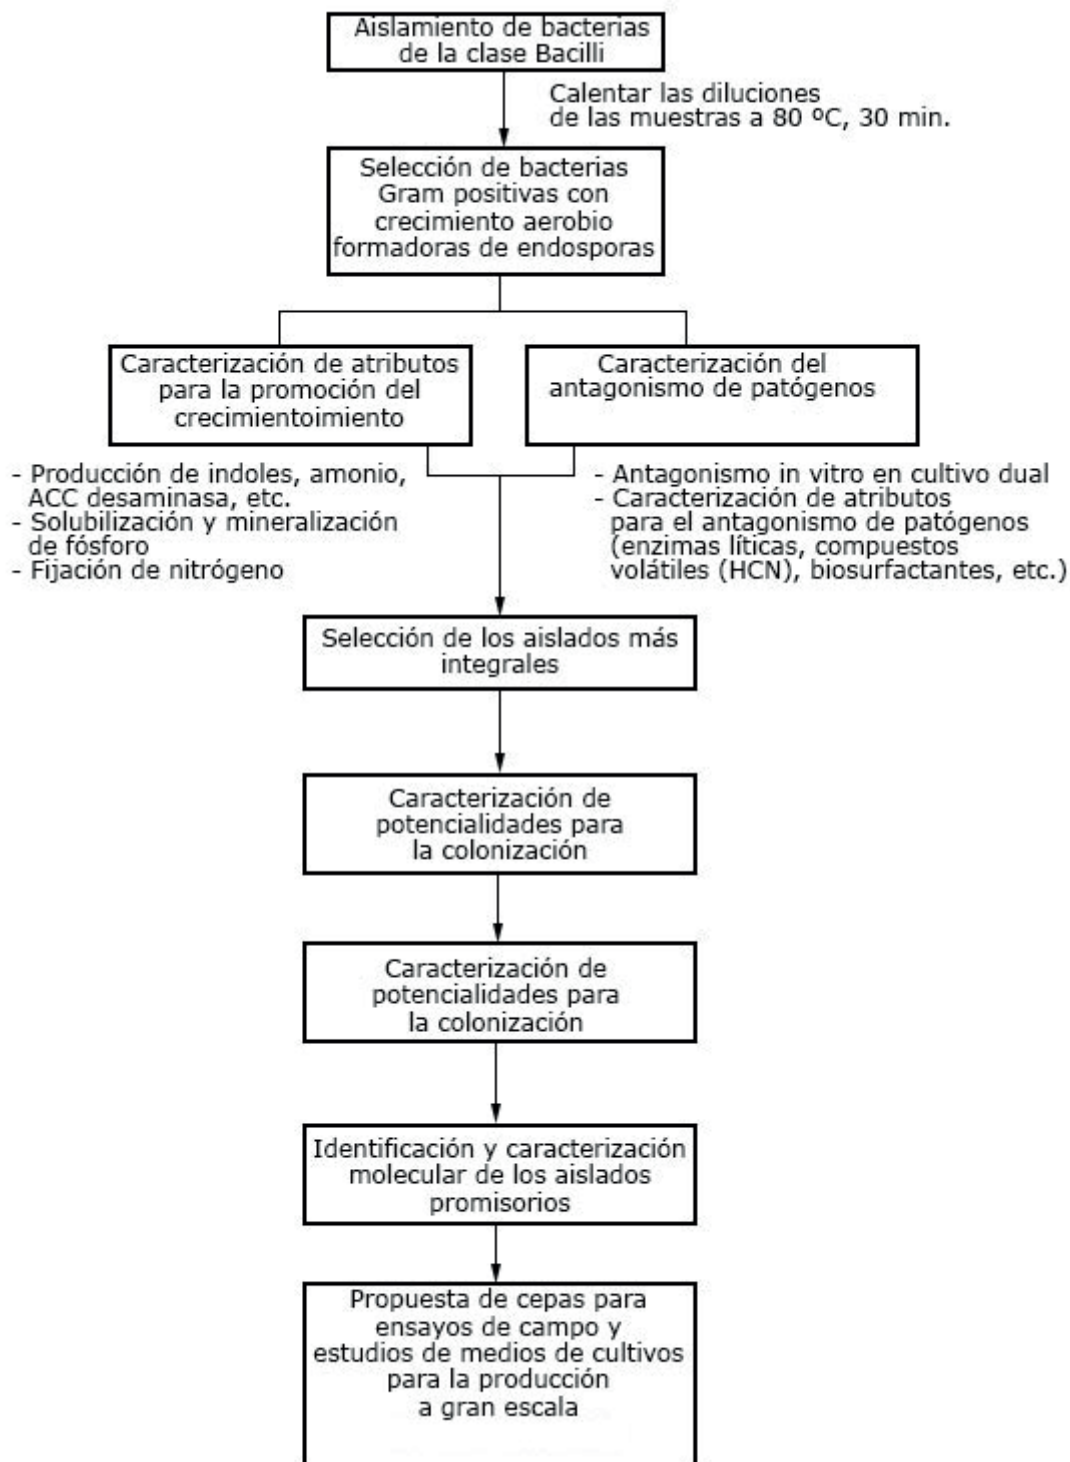 Aislamiento de bacterias
de la clase Bacilli
Calentar las diluciones
de las muestras a 80 ºC, 30 min.
Selección de bacterias
Gram positivas con
crecimiento aerobio
formadoras de endosporas
Caracterización de atributos
para la promoción del
crecimientoimiento
Caracterización del
antagonismo de patógenos
- Producción de indoles, amonio,
ACC desaminasa, etc.
- Solubilización y mineralización
de fósforo
- Fijación de nitrógeno
- Antagonismo in vitro en cultivo dual
- Caracterización de atributos
para el antagonismo de patógenos
(enzimas líticas, compuestos
volátiles (HCN), biosurfactantes, etc.)
Selección de los aislados más
integrales
Caracterización de
potencialidades para
la colonización
Caracterización de
potencialidades para
la colonización
Identificación y caracterización
molecular de los aislados
promisorios
Propuesta de cepas para
ensayos de campo y
estudios de medios de cultivos
para la producción
a gran escala